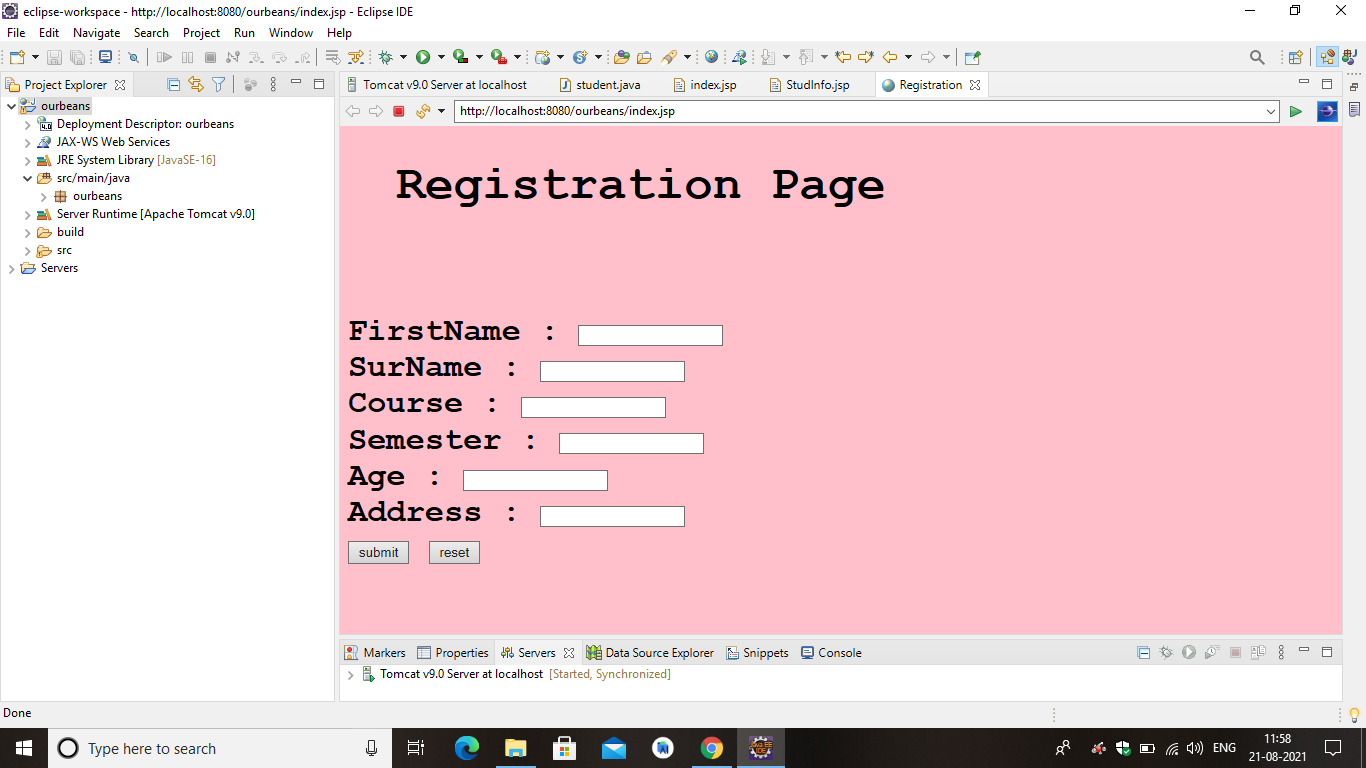 eclipse-workspace - http://localhost:8080/ourbeans/index.jsp - Eclipse IDE
File Edit Navigate Search Project Run Window Help
Project Explorer
Tomcat v9.0 Server at localhost student.java index.jsp StudInfo.jsp Registration
http://localhost:8080/ourbeans/index.jsp
ourbeans
Deployment Descriptor: ourbeans
JAX-WS Web Services
JRE System Library [JavaSE-16]
src/main/java
ourbeans
Server Runtime [Apache Tomcat v9.0]
build
src
Servers
Registration Page
FirstName :
SurName :
Course :
Semester :
Age :
Address :
submit reset
Markers Properties Servers Data Source Explorer Snippets Console
Tomcat v9.0 Server at localhost [Started, Synchronized]
Done
Type here to search
ENG
11:58
21-08-2021